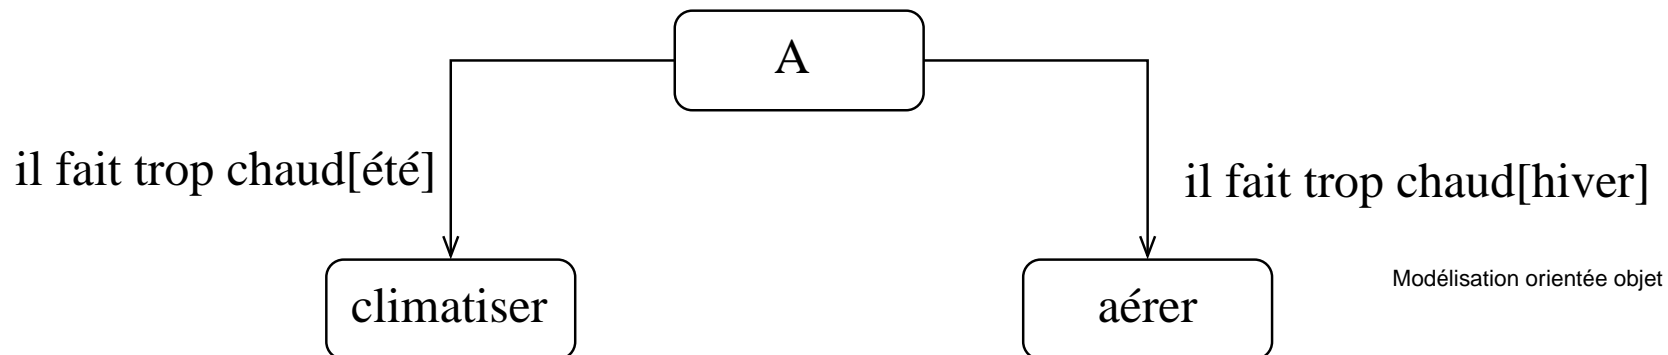 A
il fait trop chaud[été]
il fait trop chaud[hiver]
Modélisation orientée objet
climatiser
aérer